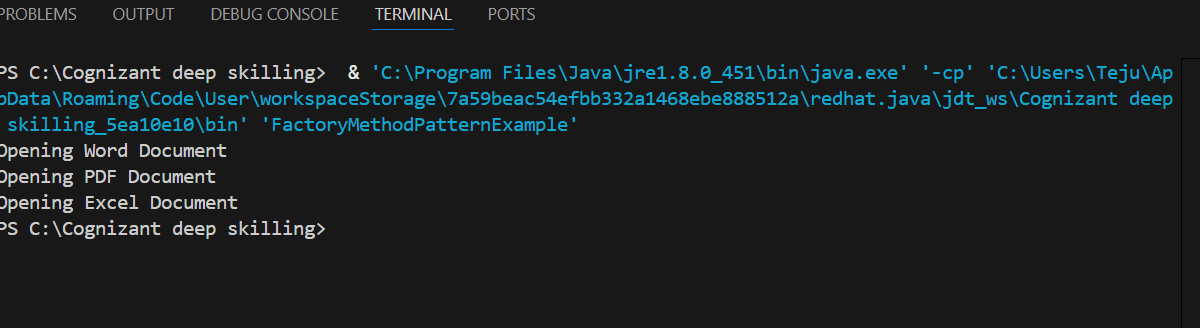 PROBLEMS OUTPUT DEBUG CONSOLE TERMINAL PORTS
PS C:\Cognizant deep skilling>  & 'C:\Program Files\Java\jre1.8.0_451\bin\java.exe' '-cp' 'C:\Users\Teju\Ap
pData\Roaming\Code\User\workspaceStorage\7a59beac54efbb332a1468ebe888512a\redhat.java\jdt_ws\Cognizant deep
 skilling_5ea10e10\bin' 'FactoryMethodPatternExample'
Opening Word Document
Opening PDF Document
Opening Excel Document
PS C:\Cognizant deep skilling>